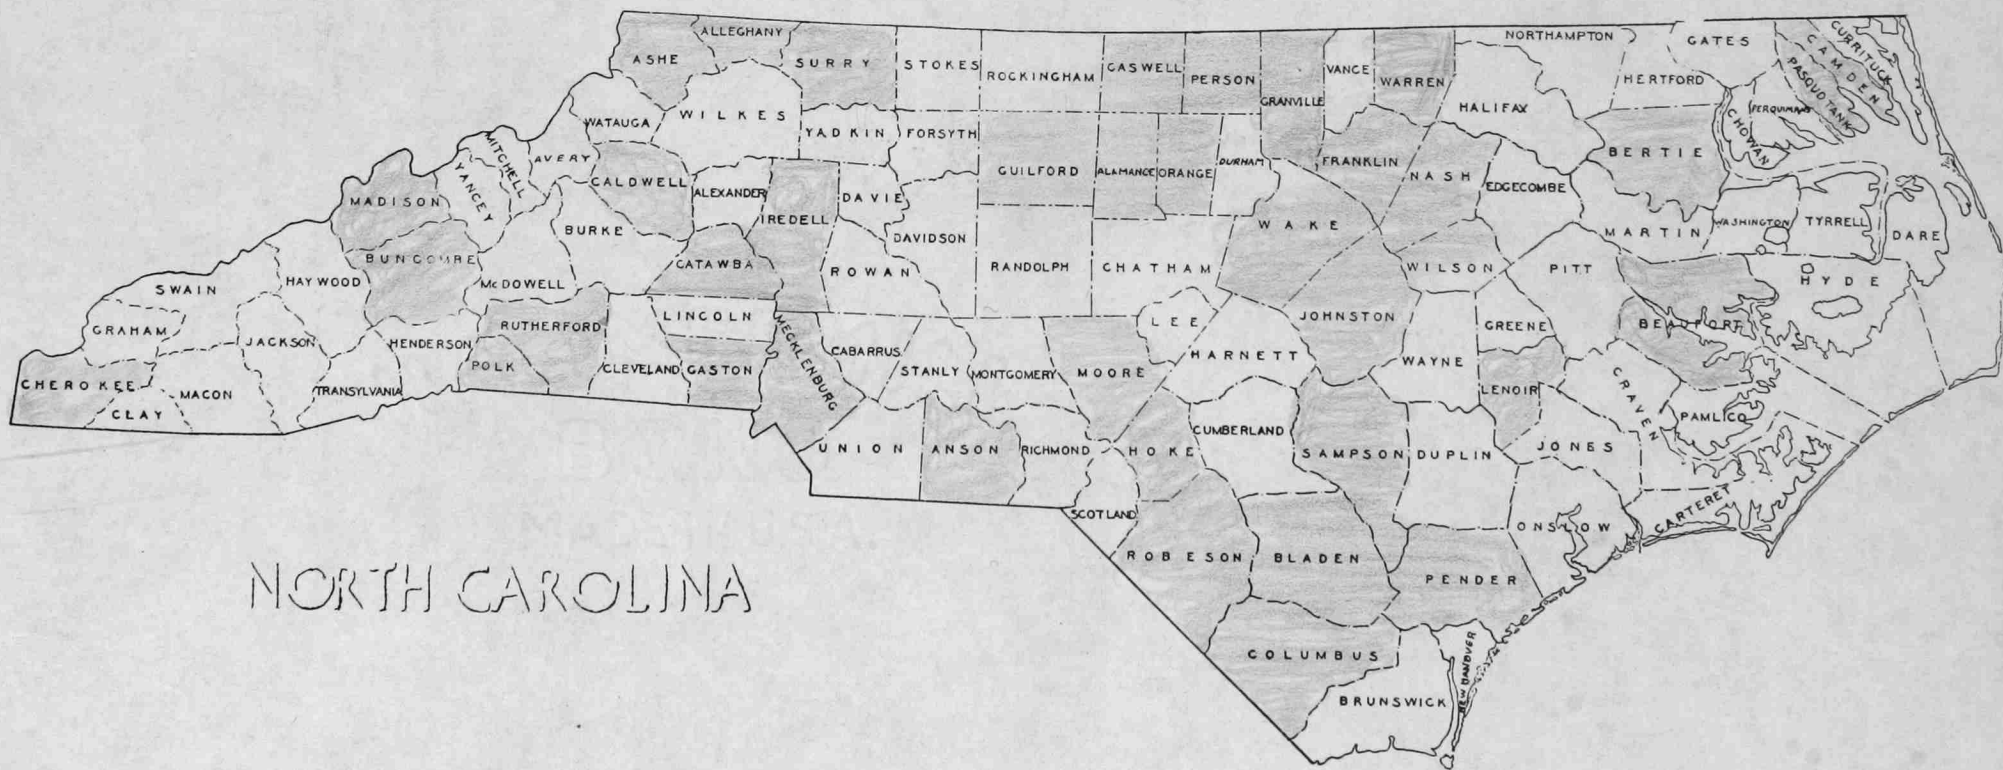 ALLEGHANY
ASHE
SURRY
STOKES
ROCKINGHAM
CASWELL
PERSON
GRANVILLE
VANCE
WARREN
NORTHAMPTON
GATES
CURRITUCK
CAMDEN
PASQUOTANK
PERQUIMANS
CHOWAN
HERTFORD
HALIFAX
WATAUGA
WILKES
YADKIN
FORSYTH
GUILFORD
ALAMANCE
ORANGE
DURHAM
FRANKLIN
NASH
EDGECOMBE
BERTIE
MITCHELL
AVERY
YANCEY
CALDWELL
ALEXANDER
IREDELL
DAVIE
MADISON
BURKE
DAVIDSON
WAKE
MARTIN
WASHINGTON
TYRRELL
DARE
BUNCOMBE
McDOWELL
CATAWBA
ROWAN
RANDOLPH
CHATHAM
WILSON
PITT
HYDE
SWAIN
HAYWOOD
GRAHAM
JACKSON
HENDERSON
RUTHERFORD
LINCOLN
MECKLENBURG
CABARRUS
LEE
JOHNSTON
GREENE
BEAUFORT
CHEROKEE
MACON
CLAY
TRANSYLVANIA
POLK
CLEVELAND
GASTON
STANLY
MONTGOMERY
MOORE
HARNETT
WAYNE
LENOIR
CRAVEN
PAMLICO
UNION
ANSON
RICHMOND
HOKE
CUMBERLAND
SAMPSON
DUPLIN
JONES
SCOTLAND
ONSLOW
CARTERET
ROBESON
BLADEN
PENDER
NORTH CAROLINA
COLUMBUS
BRUNSWICK
NEW HANOVER